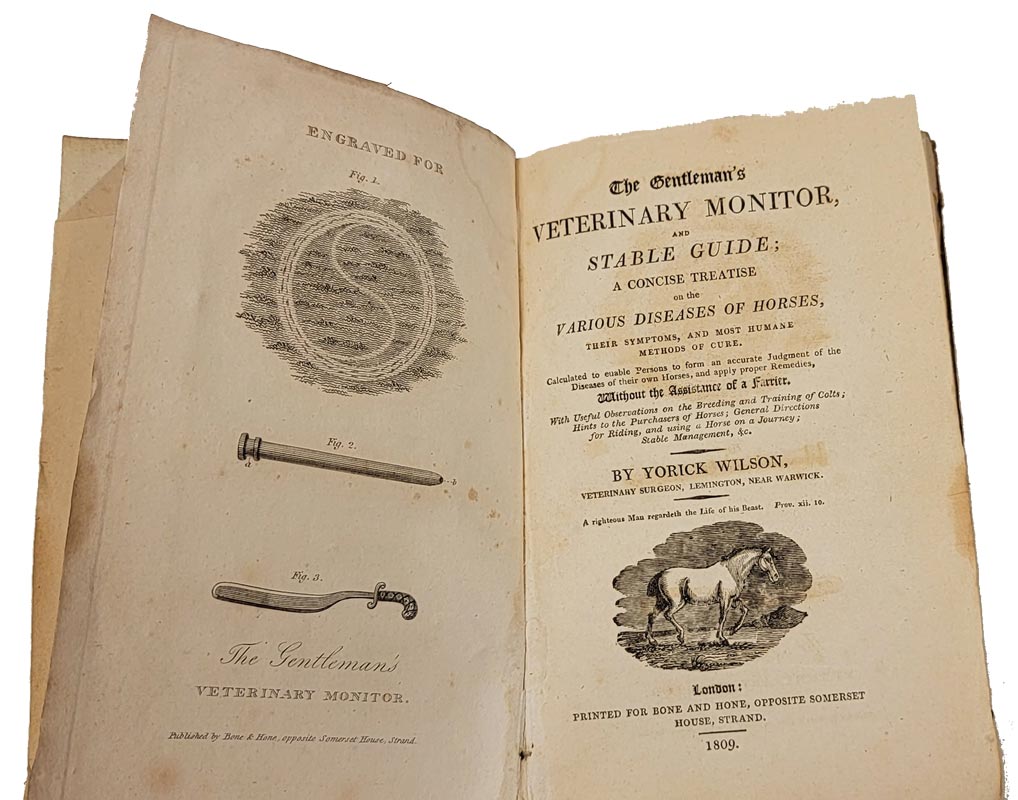 ENGRAVED FOR
Fig. 1.
Fig. 2.
a
b
Fig. 3.
The Gentleman's
VETERINARY MONITOR.
Published by Bone & Hone, opposite Somerset House, Strand.
The Gentleman's
VETERINARY MONITOR,
AND
STABLE GUIDE;
A CONCISE TREATISE
on the
VARIOUS DISEASES OF HORSES,
THEIR SYMPTOMS, AND MOST HUMANE
METHODS OF CURE.
Calculated to enable Persons to form an accurate Judgment of the
Diseases of their own Horses, and apply proper Remedies,
Without the Assistance of a Farrier.
With Useful Observations on the Breeding and Training of Colts;
Hints to the Purchasers of Horses; General Directions
for Riding, and using a Horse on a Journey;
Stable Management, &c.
BY YORICK WILSON,
VETERINARY SURGEON, LEMINGTON, NEAR WARWICK.
A righteous Man regardeth the Life of his Beast. Prov. xii. 10.
London:
PRINTED FOR BONE AND HONE, OPPOSITE SOMERSET
HOUSE, STRAND.
1809.